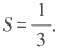 S = 1/3.